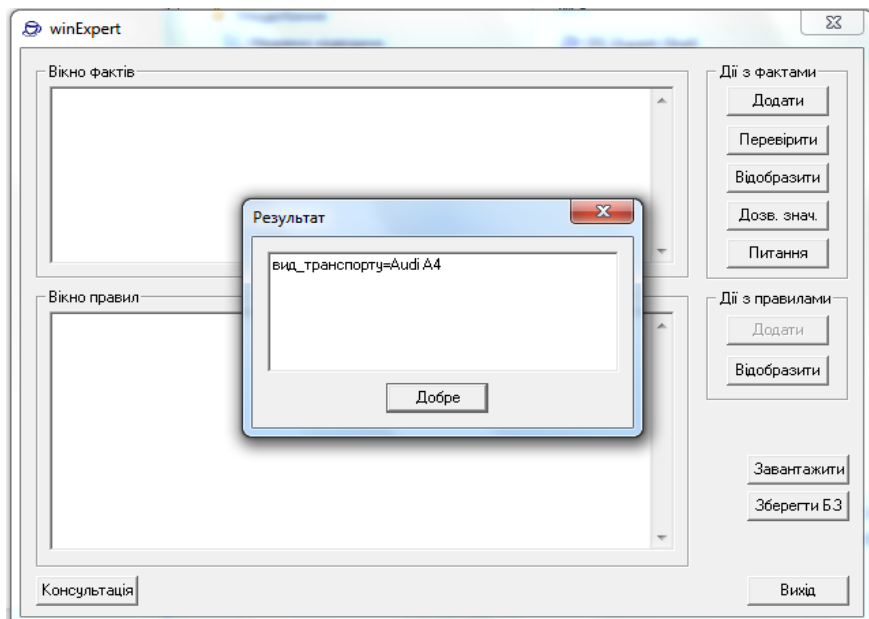 winExpert
Вікно фактів
Дії з фактами
Додати
Перевірити
Відобразити
Дозв. знач.
Питання
Результат
вид_транспорту=Audi A4
Добре
Вікно правил
Дії з правилами
Додати
Відобразити
Завантажити
Зберегти БЗ
Консультація
Вихід